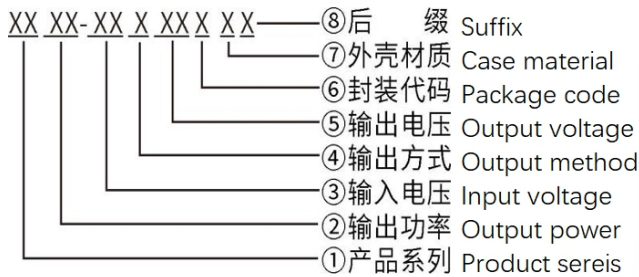 XX XX-XX X XX X X X ⑧后 缀 Suffix
⑦外壳材质 Case material
⑥封装代码 Package code
⑤输出电压 Output voltage
④输出方式 Output method
③输入电压 Input voltage
②输出功率 Output power
①产品系列 Product sereis